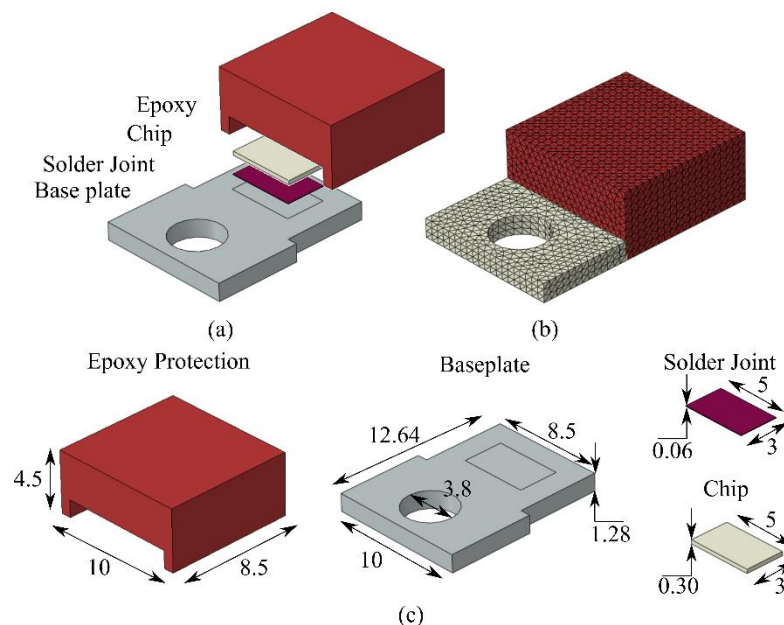 Epoxy
Chip
Solder Joint
Base plate
(a)
(b)
Epoxy Protection
Baseplate
Solder Joint
4.5
10
8.5
12.64
8.5
3.8
10
1.28
5
0.06
3
Chip
5
0.30
3
(c)